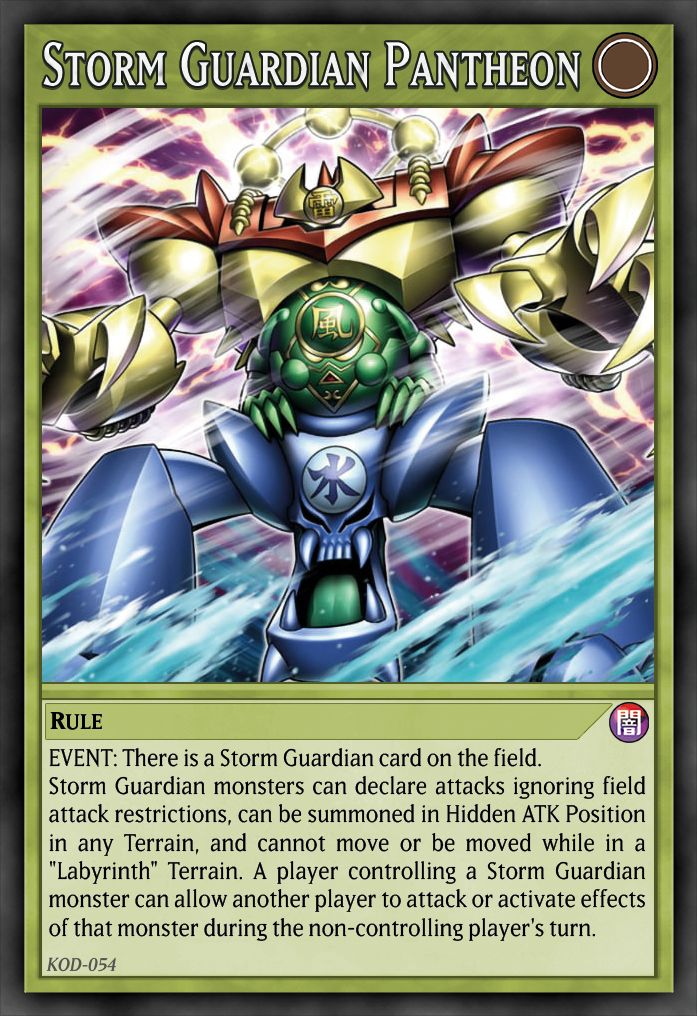 Storm Guardian Pantheon
雷
風
水
Rule
闇
EVENT: There is a Storm Guardian card on the field.
Storm Guardian monsters can declare attacks ignoring field
attack restrictions, can be summoned in Hidden ATK Position
in any Terrain, and cannot move or be moved while in a
"Labyrinth" Terrain. A player controlling a Storm Guardian
monster can allow another player to attack or activate effects
of that monster during the non-controlling player's turn.
KOD-054